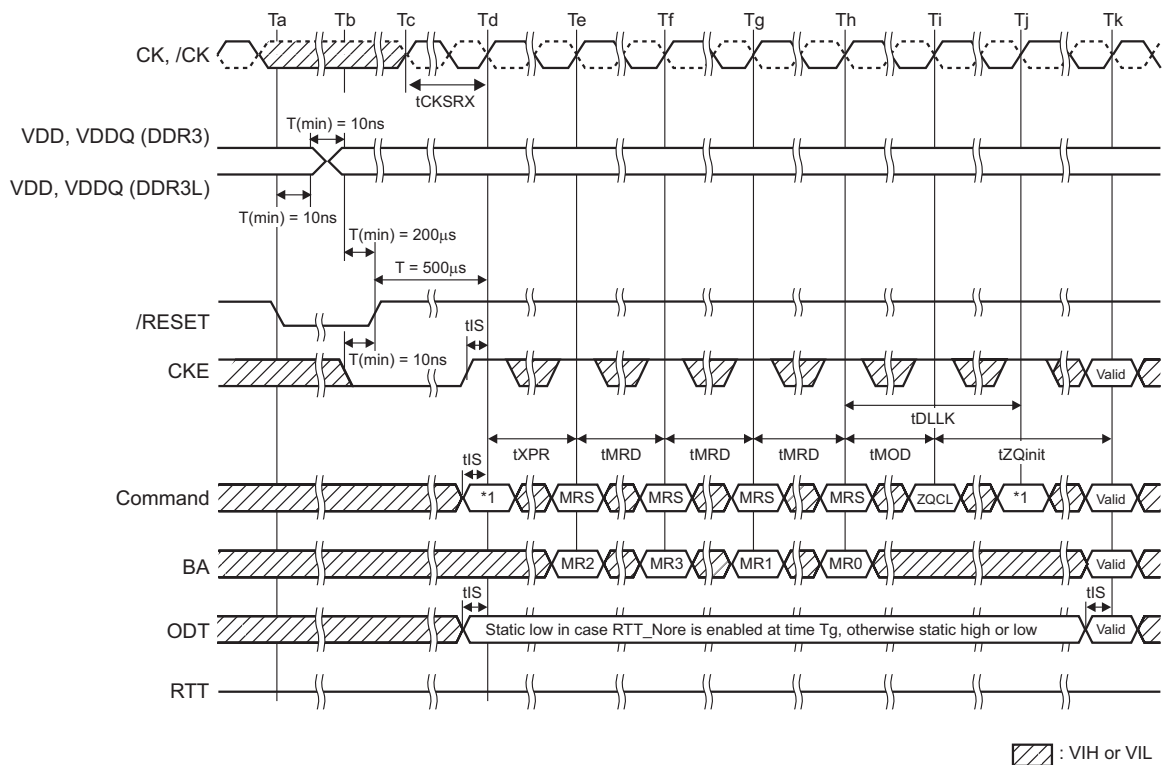 Ta Tb Tc Td Te Tf Tg Th Ti Tj Tk
CK, /CK
tCKSRX
T(min) = 10ns
VDD, VDDQ (DDR3)
VDD, VDDQ (DDR3L)
T(min) = 10ns
T(min) = 200μs
T = 500μs
/RESET
tIS
T(min) = 10ns
CKE
Valid
tDLLK
tXPR tMRD tMRD tMRD tMOD tZQinit
tIS
Command
*1 MRS MRS MRS MRS ZQCL *1 Valid
BA
MR2 MR3 MR1 MR0 Valid
tIS tIS
ODT
Static low in case RTT_Nore is enabled at time Tg, otherwise static high or low
Valid
RTT
: VIH or VIL